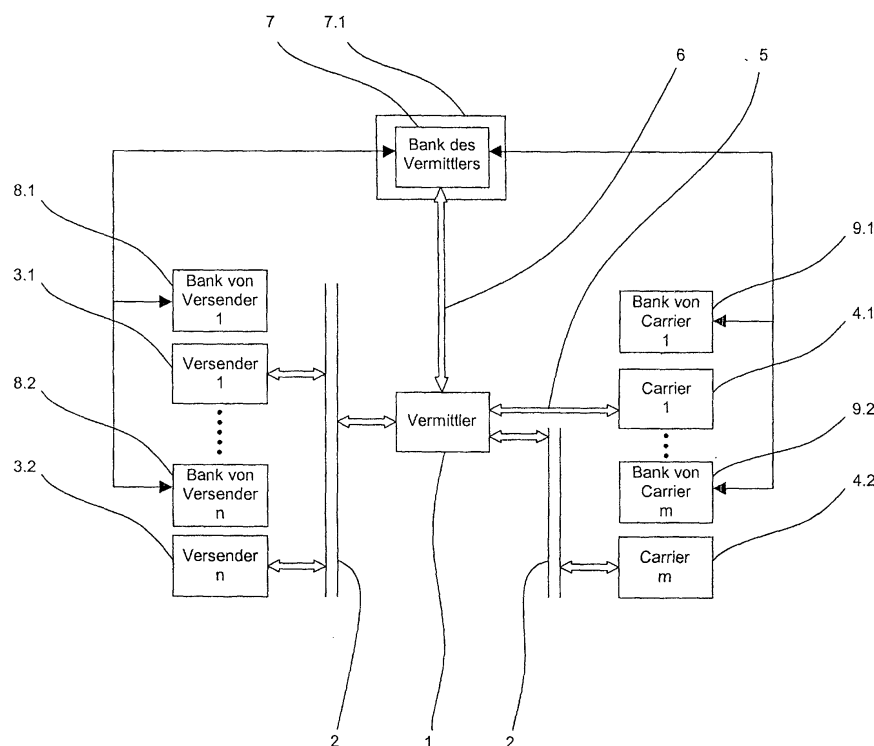 7
7.1
6
5
Bank des
Vermittlers
8.1
9.1
3.1
Bank von
Versender
1
Bank von
Carrier
1
4.1
8.2
Versender
1
Carrier
1
Vermittler
9.2
3.2
Bank von
Versender
n
Bank von
Carrier
m
4.2
Versender
n
Carrier
m
2
1
2